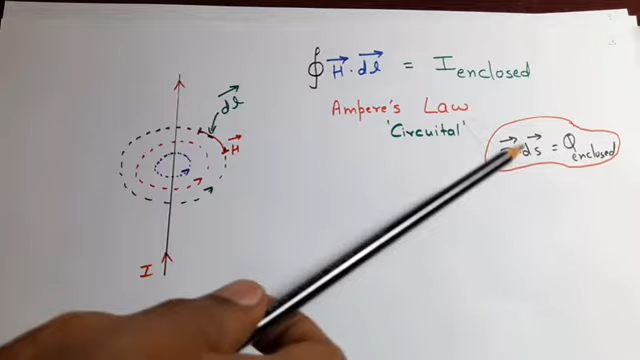 ∮ H⃗ · dl⃗ = I enclosed
Ampere's Law
'Circuital'
dl⃗
H⃗
ds⃗ = Q enclosed
I